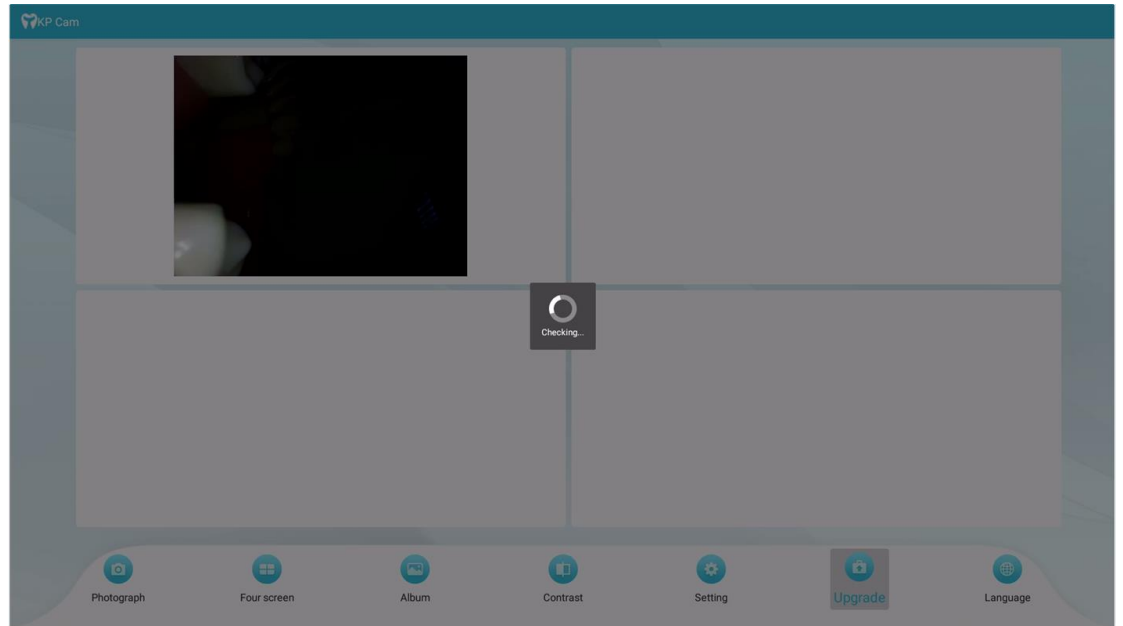 KP Cam
Checking...
Photograph
Four screen
Album
Contrast
Setting
Upgrade
Language